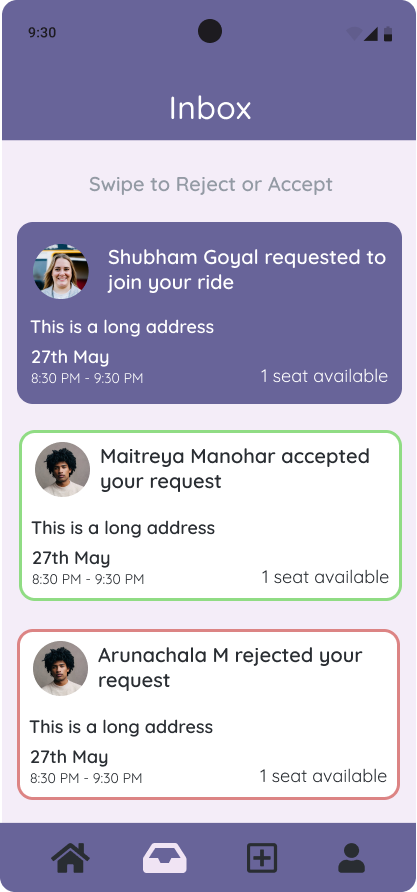 9:30
Inbox
Swipe to Reject or Accept
Shubham Goyal requested to
join your ride
This is a long address
27th May
8:30 PM - 9:30 PM
1 seat available
Maitreya Manohar accepted
your request
This is a long address
27th May
8:30 PM - 9:30 PM
1 seat available
Arunachala M rejected your
request
This is a long address
27th May
8:30 PM - 9:30 PM
1 seat available